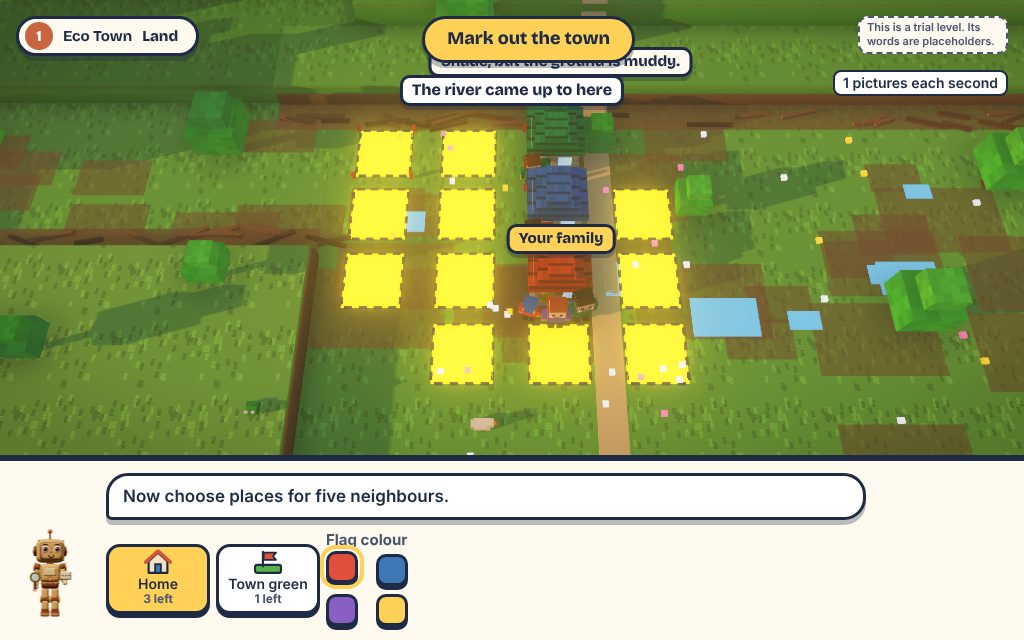 1 Eco Town Land
Mark out the town
This is a trial level. Its
words are placeholders.
shade, but the ground is muddy.
The river came up to here
1 pictures each second
Your family
Now choose places for five neighbours.
Flag colour
Home
3 left
Town green
1 left